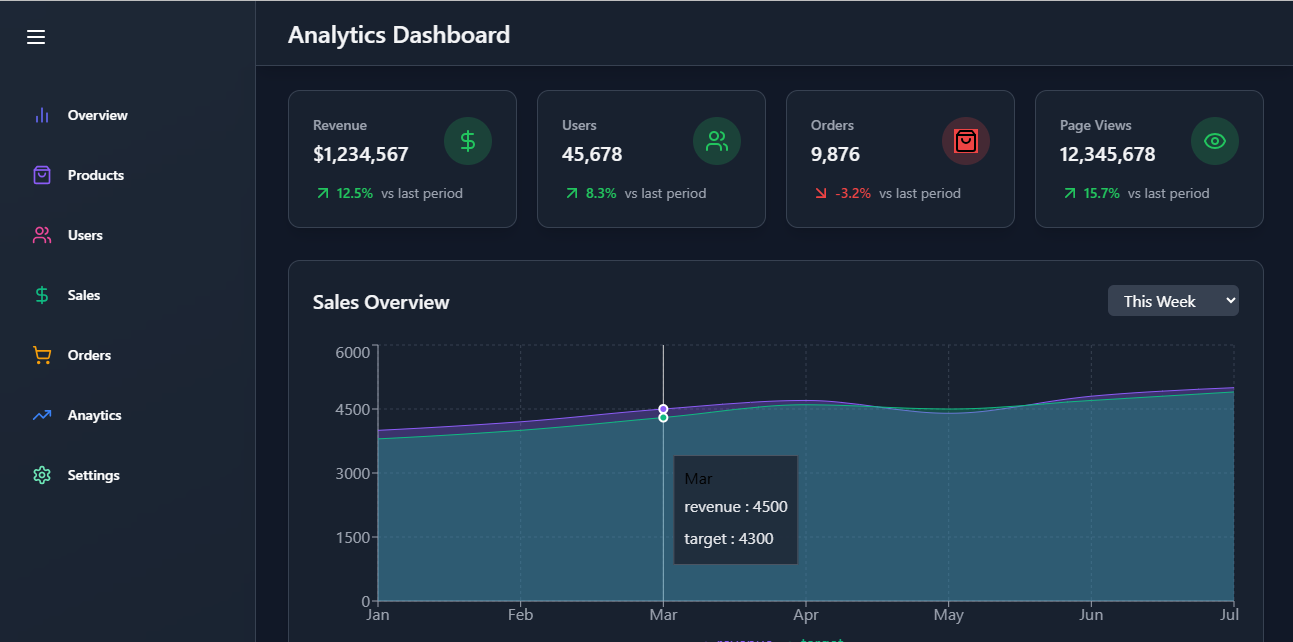 Analytics Dashboard
Overview
Products
Users
Sales
Orders
Anaytics
Settings
Revenue
$1,234,567
12.5% vs last period
Users
45,678
8.3% vs last period
Orders
9,876
-3.2% vs last period
Page Views
12,345,678
15.7% vs last period
Sales Overview
This Week
6000
4500
3000
1500
0
Mar
revenue : 4500
target : 4300
Jan Feb Mar Apr May Jun Jul
revenue target